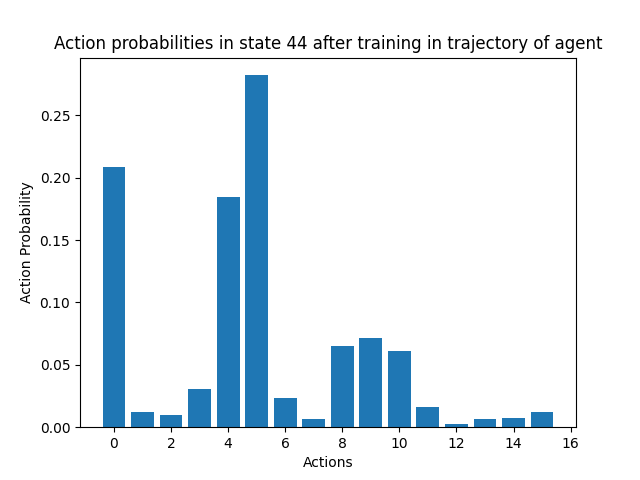 Action probabilities in state 44 after training in trajectory of agent
Action Probability
0.25
0.20
0.15
0.10
0.05
0.00
0 2 4 6 8 10 12 14 16
Actions